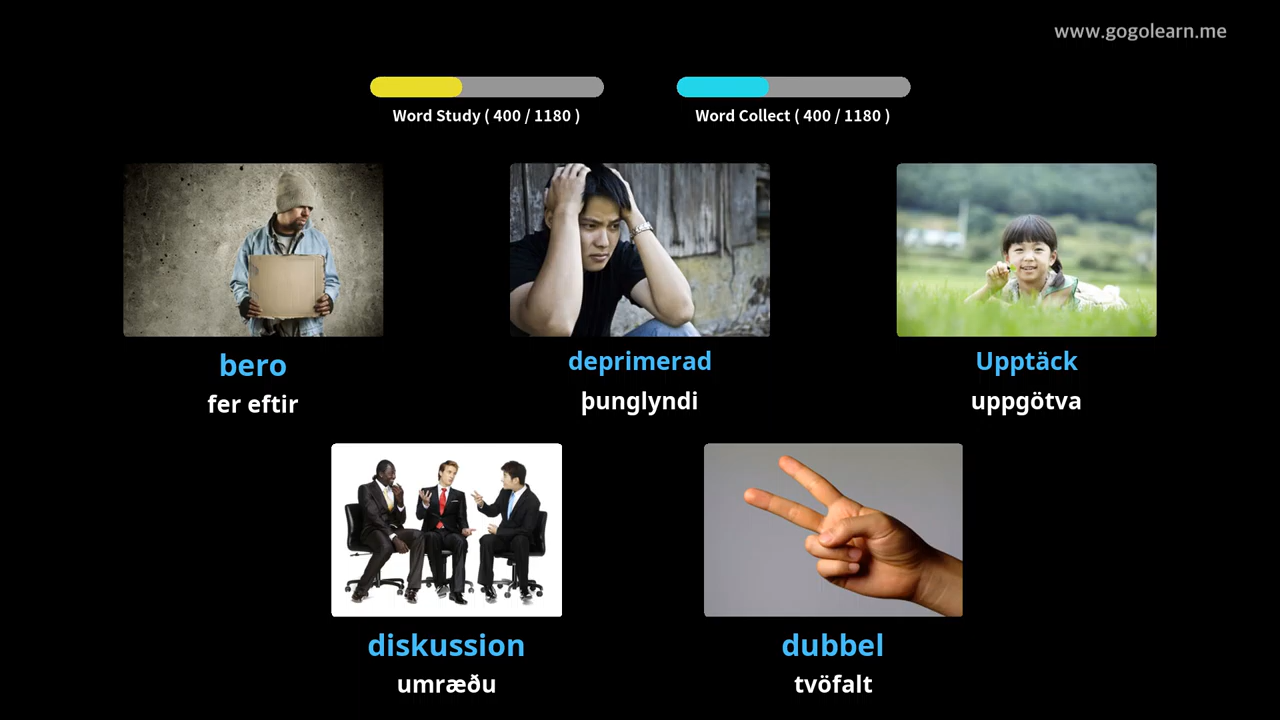 www.gogolearn.me
Word Study ( 400 / 1180 )
Word Collect ( 400 / 1180 )
bero
fer eftir
deprimerad
þunglyndi
Upptäck
uppgötva
diskussion
umræðu
dubbel
tvöfalt